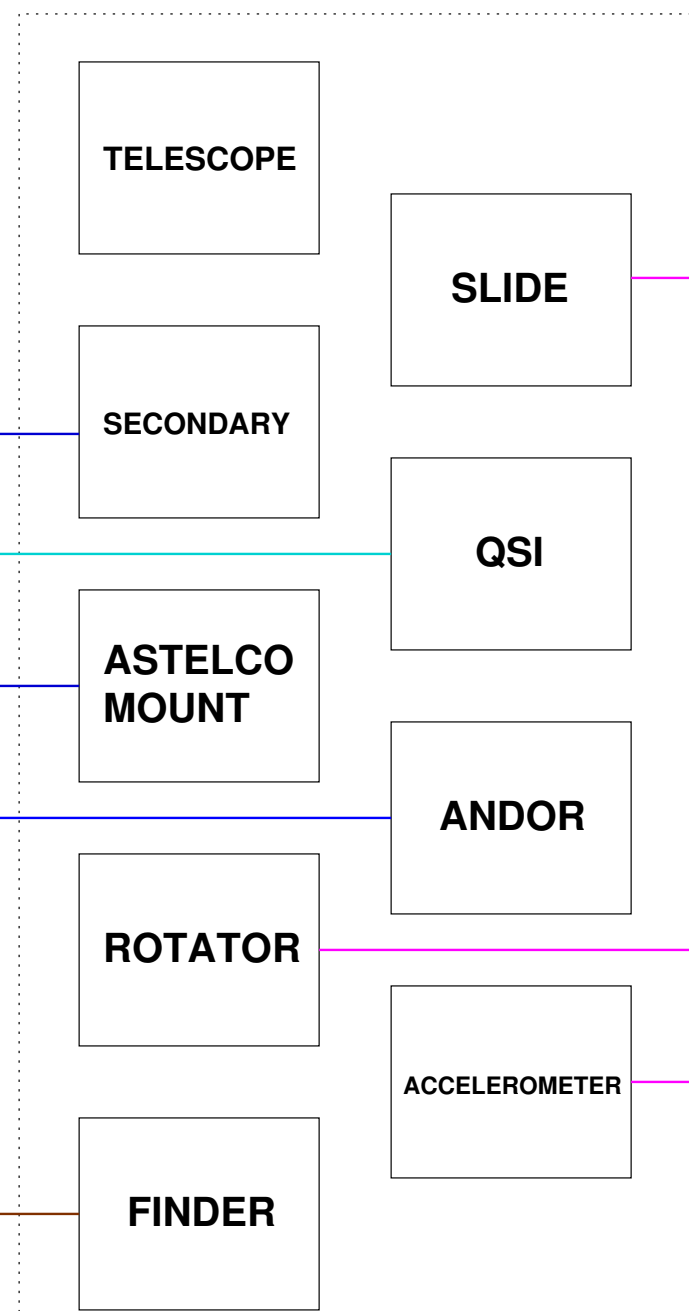 TELESCOPE
SLIDE
SECONDARY
QSI
ASTELCO
MOUNT
ANDOR
ROTATOR
ACCELEROMETER
FINDER